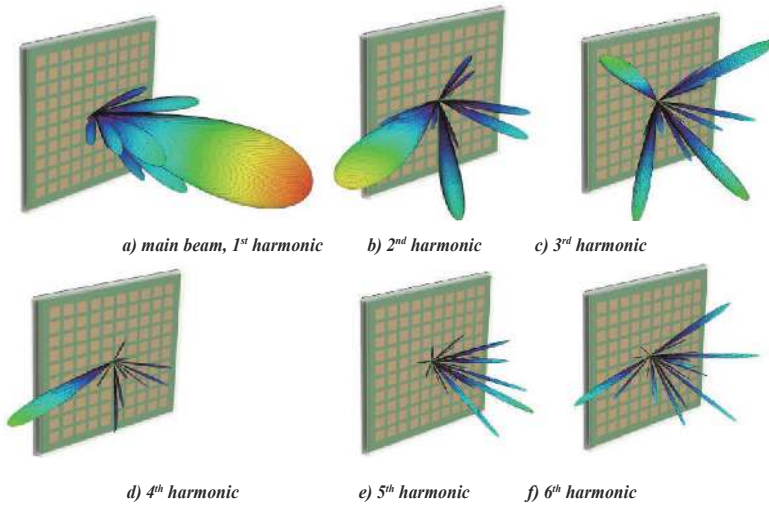 a) main beam, 1st harmonic b) 2nd harmonic c) 3rd harmonic
d) 4th harmonic e) 5th harmonic f) 6th harmonic